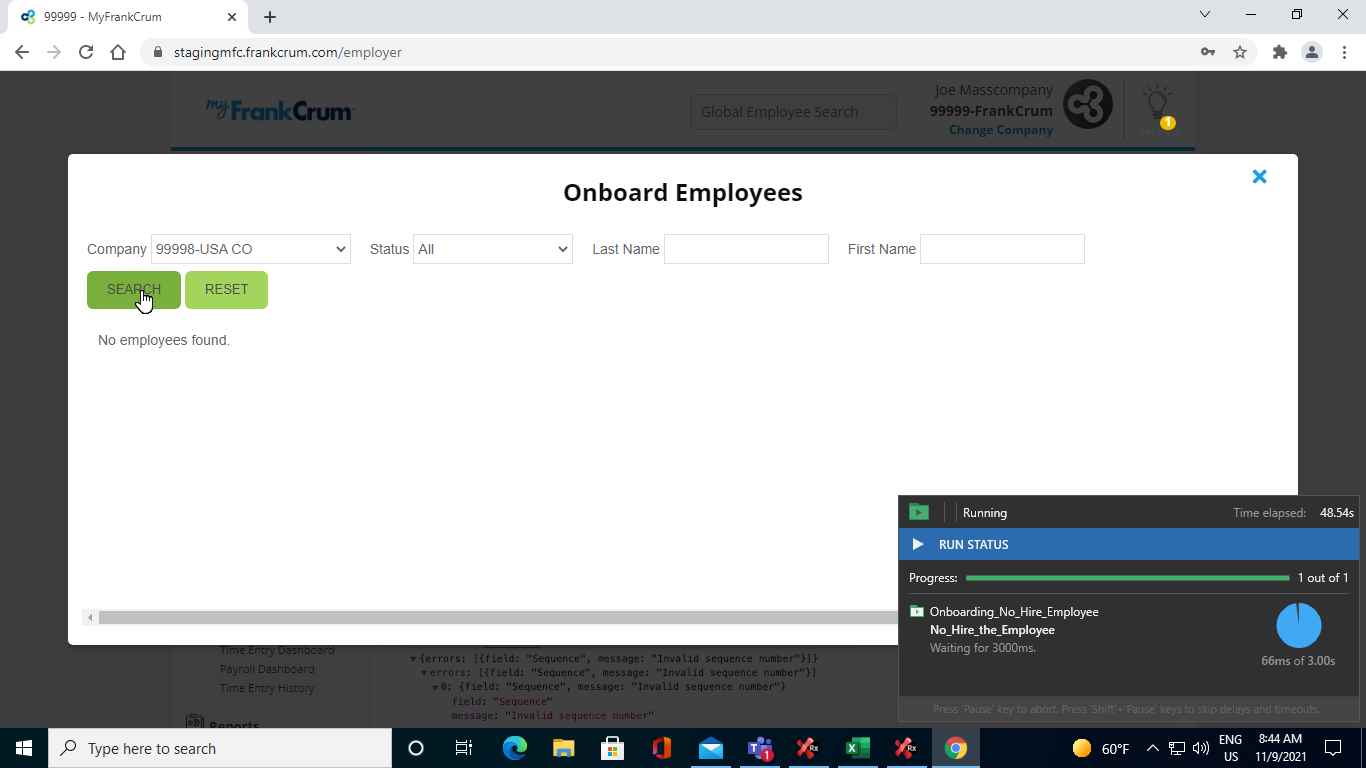 99999 - MyFrankCrum
stagingmfc.frankcrum.com/employer
myFrankCrum
Global Employee Search
Joe Masscompany
99999-FrankCrum
Change Company
1
Onboard Employees
Company 99998-USA CO Status All Last Name First Name
SEARCH RESET
No employees found.
Running Time elapsed: 48.54s
RUN STATUS
Progress: 1 out of 1
Onboarding_No_Hire_Employee
No_Hire_the_Employee
Waiting for 3000ms.
66ms of 3.00s
Press 'Pause' key to abort. Press 'Shift'+'Pause' keys to skip delays and timeouts.
Time Entry Dashboard
Payroll Dashboard
Time Entry History
Reports
▼{errors: [{field: "Sequence", message: "Invalid sequence number"}]}
▼errors: [{field: "Sequence", message: "Invalid sequence number"}]
▼0: {field: "Sequence", message: "Invalid sequence number"}
field: "Sequence"
message: "Invalid sequence number"
Type here to search
1
Rx
Rx
60°F
ENG
US
8:44 AM
11/9/2021